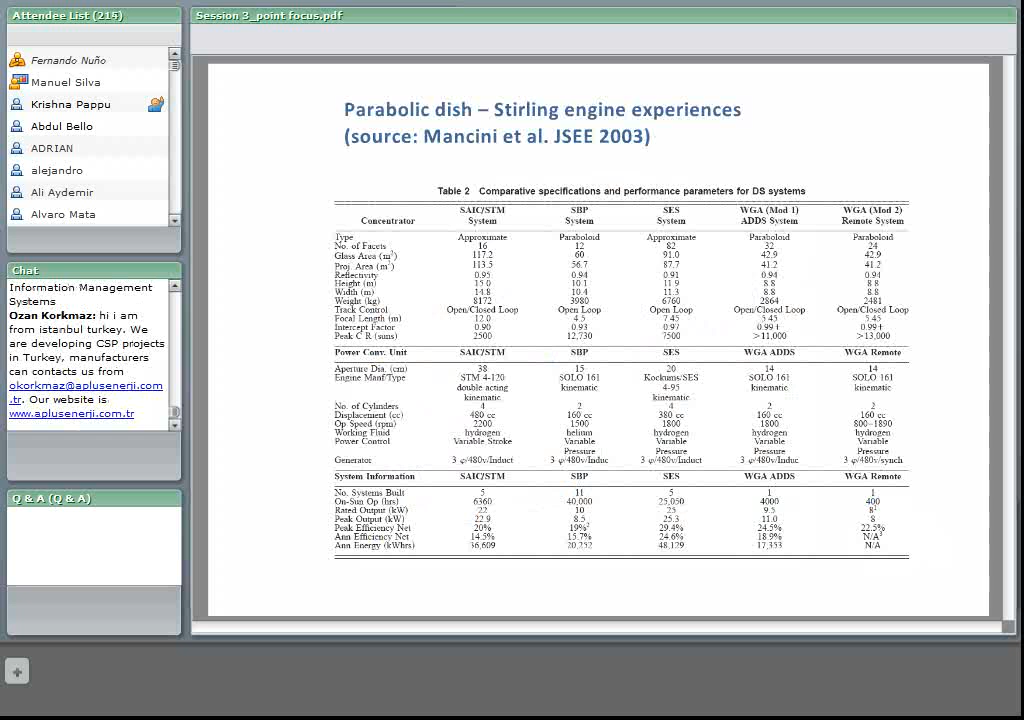 Attendee List (215)
Fernando Nuño
Manuel Silva
Krishna Pappu
Abdul Bello
ADRIAN
alejandro
Ali Aydemir
Alvaro Mata
Chat
Information Management
Systems
Ozan Korkmaz: hi i am
from istanbul turkey. We
are developing CSP projects
in Turkey, manufacturers
can contacts us from
okorkmaz@aplusenerji.com
.tr. Our website is
www.aplusenerji.com.tr
Q & A (Q & A)
Session 3_point focus.pdf
Parabolic dish – Stirling engine experiences
(source: Mancini et al. JSEE 2003)
Table 2 Comparative specifications and performance parameters for DS systems
SAIC/STM SBP SES WGA (Mod 1) WGA (Mod 2)
Concentrator System System System ADDS System Remote System
Type Approximate Paraboloid Approximate Paraboloid Paraboloid
No. of Facets 16 12 82 32 24
Glass Area (m²) 117.2 60 91.0 42.9 42.9
Proj. Area (m²) 113.5 56.7 87.7 41.2 41.2
Reflectivity 0.95 0.94 0.91 0.94 0.94
Height (m) 15.0 10.1 11.9 8.8 8.8
Width (m) 14.8 10.4 11.3 8.8 8.8
Weight (kg) 8172 3980 6760 2864 2481
Track Control Open/Closed Loop Open Loop Open Loop Open/Closed Loop Open/Closed Loop
Focal Length (m) 12.0 4.5 7.45 5.45 5.45
Intercept Factor 0.90 0.93 0.97 0.99+ 0.99+
Peak C R (suns) 2500 12,730 7500 >11,000 >13,000
Power Conv. Unit SAIC/STM SBP SES WGA ADDS WGA Remote
Aperture Dia. (cm) 38 15 20 14 14
Engine Manf/Type STM 4-120 SOLO 161 Kockums/SES SOLO 161 SOLO 161
double acting kinematic 4-95 kinematic kinematic
kinematic kinematic
No. of Cylinders 4 2 4 2 2
Displacement (cc) 480 cc 160 cc 380 cc 160 cc 160 cc
Op Speed (rpm) 2200 1500 1800 1800 800–1890
Working Fluid hydrogen helium hydrogen hydrogen hydrogen
Power Control Variable Stroke Variable Variable Variable Variable
Pressure Pressure Pressure Pressure
Generator 3 φ/480v/Induct 3 φ/480v/Induc 3 φ/480v/Induct 3 φ/480v/Induct 3 φ/480v/synch
System Information SAIC/STM SBP SES WGA ADDS WGA Remote
No. Systems Built 5 11 5 1 1
On-Sun Op (hrs) 6360 40,000 25,050 4000 400
Rated Output (kW) 22 10 25 9.5 8¹
Peak Output (kW) 22.9 8.5 25.3 11.0 8
Peak Efficiency Net 20% 19%² 29.4% 24.5% 22.5%
Ann Efficiency Net 14.5% 15.7% 24.6% 18.9% N/A³
Ann Energy (kWhrs) 36,609 20,252 48,129 17,353 N/A